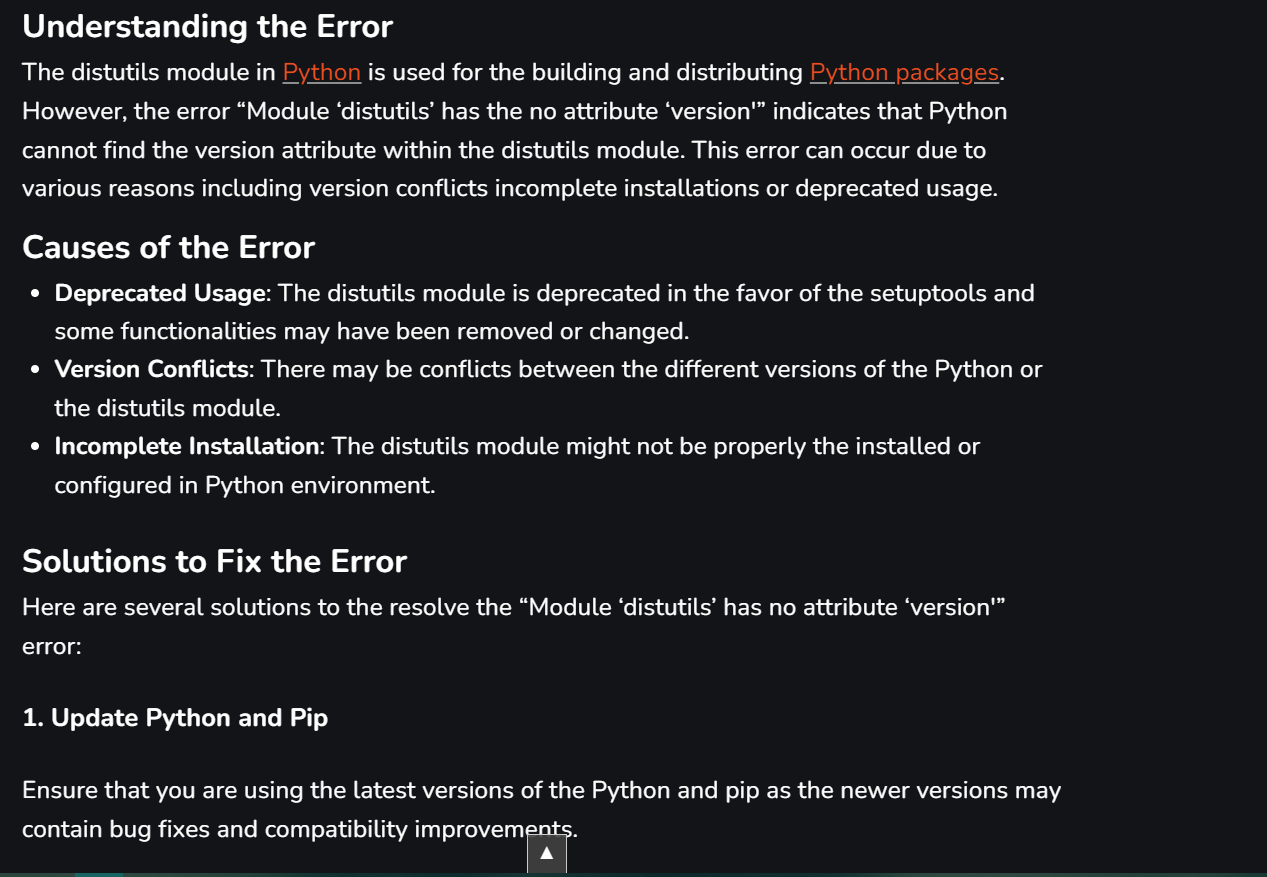 Understanding the Error
The distutils module in Python is used for the building and distributing Python packages.
However, the error “Module ‘distutils’ has the no attribute ‘version'” indicates that Python
cannot find the version attribute within the distutils module. This error can occur due to
various reasons including version conflicts incomplete installations or deprecated usage.
Causes of the Error
• Deprecated Usage: The distutils module is deprecated in the favor of the setuptools and
some functionalities may have been removed or changed.
• Version Conflicts: There may be conflicts between the different versions of the Python or
the distutils module.
• Incomplete Installation: The distutils module might not be properly the installed or
configured in Python environment.
Solutions to Fix the Error
Here are several solutions to the resolve the “Module ‘distutils’ has no attribute ‘version'”
error:
1. Update Python and Pip
Ensure that you are using the latest versions of the Python and pip as the newer versions may
contain bug fixes and compatibility improvements.